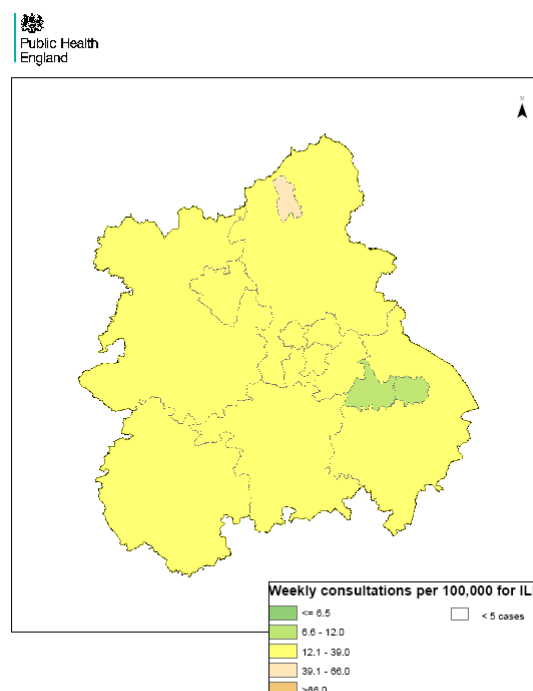 Public Health
England
N
Weekly consultations per 100,000 for IL
<= 6.5
< 5 cases
6.6 - 12.0
12.1 - 39.0
39.1 - 66.0
>66.0